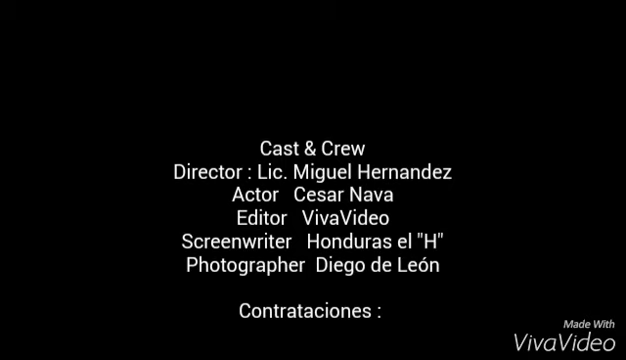 Cast & Crew
Director : Lic. Miguel Hernandez
Actor Cesar Nava
Editor VivaVideo
Screenwriter Honduras el "H"
Photographer Diego de León
Contrataciones :
Made With
VivaVideo